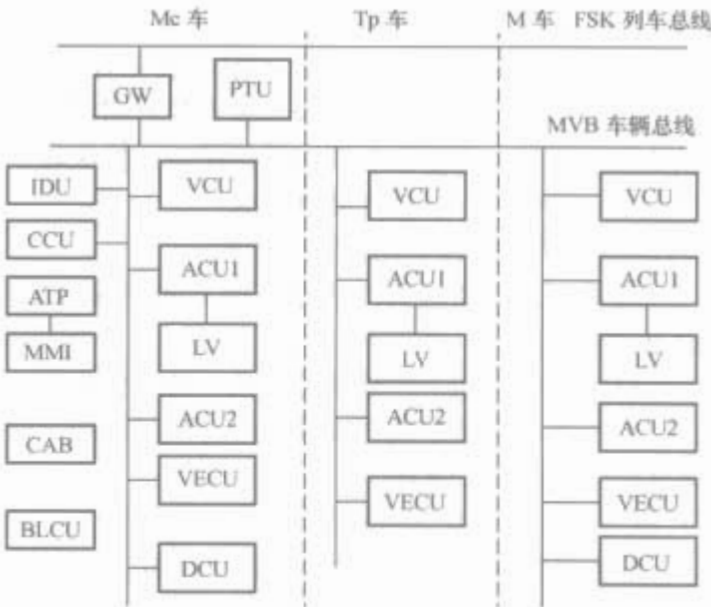 Mc 车
Tp 车
M 车
FSK 列车总线
GW
PTU
MVB 车辆总线
IDU
VCU
VCU
VCU
CCU
ACU1
ACU1
ACU1
ATP
MMI
LV
LV
LV
CAB
ACU2
ACU2
ACU2
VECU
VECU
VECU
BLCU
DCU
DCU